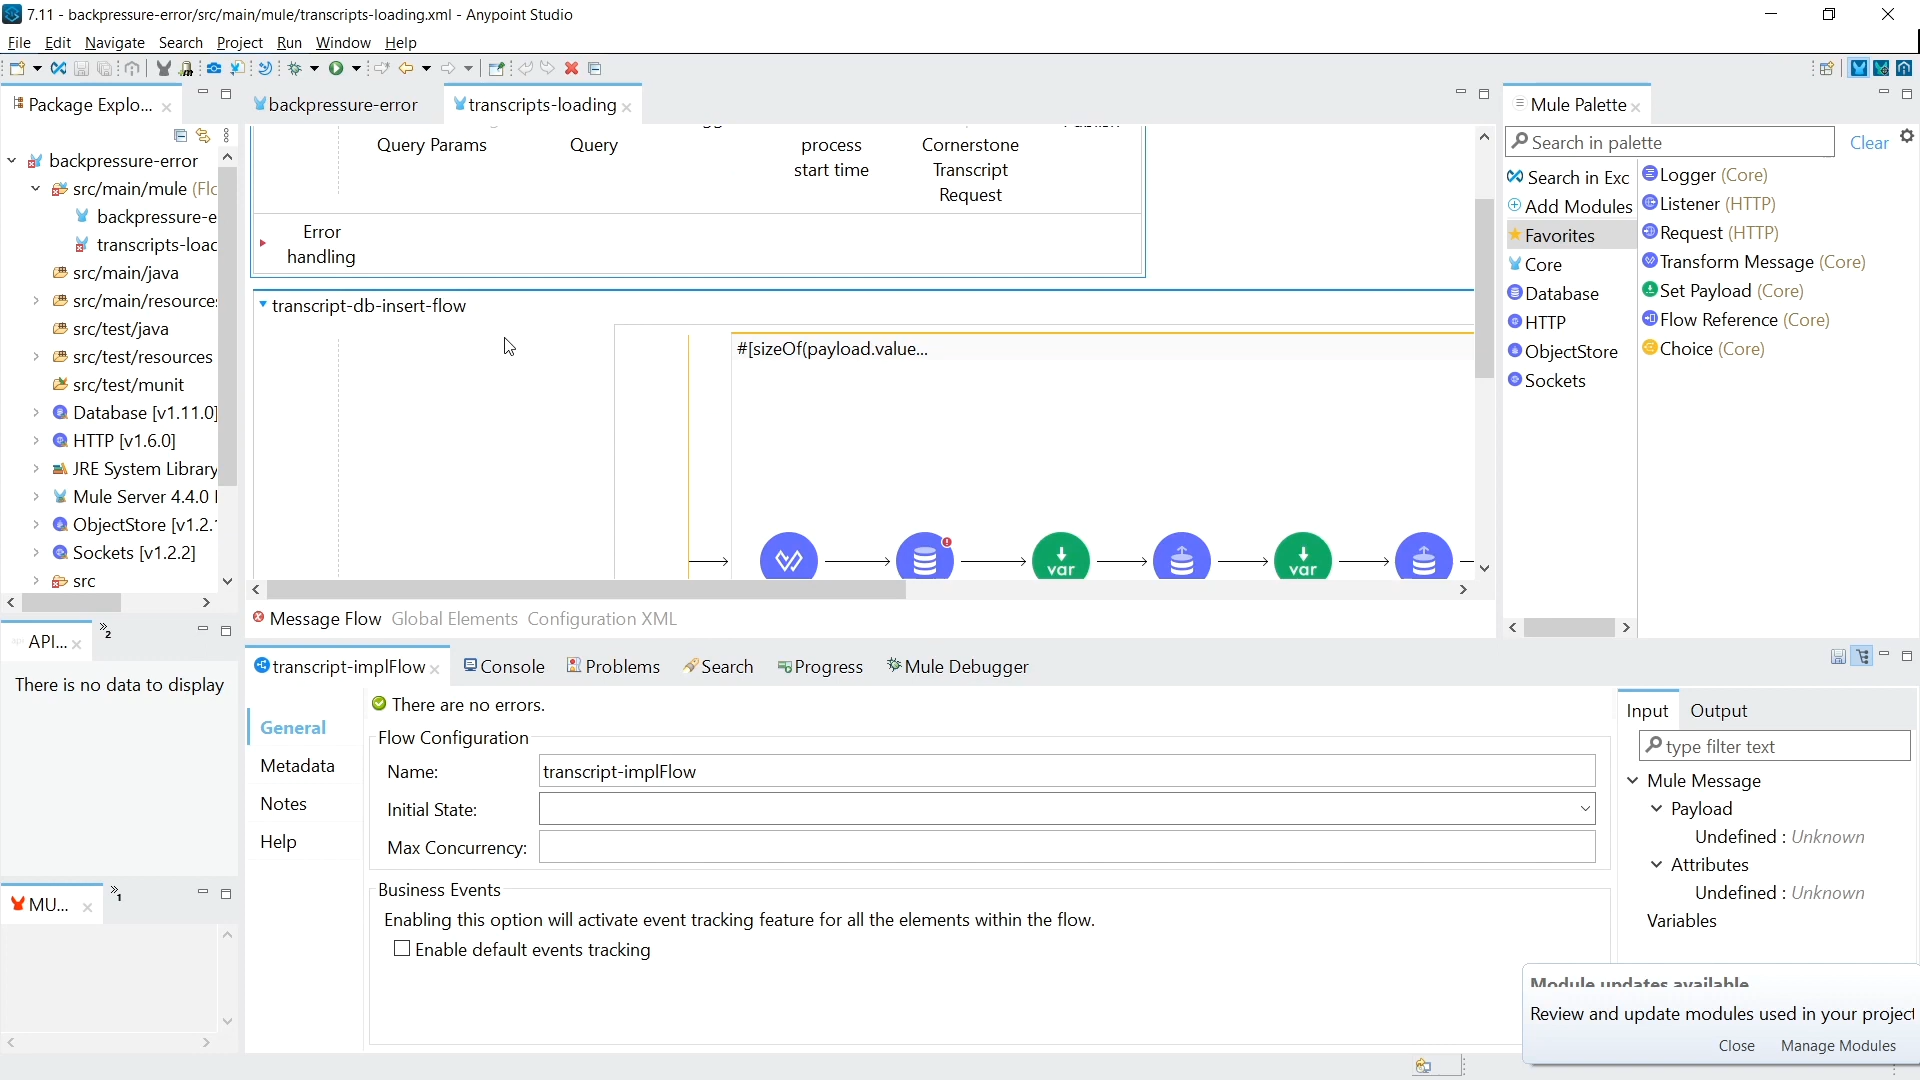 7.11 - backpressure-error/src/main/mule/transcripts-loading.xml - Anypoint Studio
File Edit Navigate Search Project Run Window Help
Package Explo...
backpressure-error
src/main/mule (Flo
backpressure-e
transcripts-load
src/main/java
src/main/resources
src/test/java
src/test/resources
src/test/munit
Database [v1.11.0]
HTTP [v1.6.0]
JRE System Library
Mule Server 4.4.0
ObjectStore [v1.2.
Sockets [v1.2.2]
src
API...
2
There is no data to display
MU...
1
backpressure-error
transcripts-loading
Query Params
Query
process
start time
Cornerstone
Transcript
Request
Error
handling
transcript-db-insert-flow
#[sizeOf(payload.value...
var
var
Message Flow Global Elements Configuration XML
Mule Palette
Search in palette
Clear
Search in Exc
Add Modules
Favorites
Core
Database
HTTP
ObjectStore
Sockets
Logger (Core)
Listener (HTTP)
Request (HTTP)
Transform Message (Core)
Set Payload (Core)
Flow Reference (Core)
Choice (Core)
transcript-implFlow
Console
Problems
Search
Progress
Mule Debugger
General
Metadata
Notes
Help
There are no errors.
Flow Configuration
Name:
transcript-implFlow
Initial State:
Max Concurrency:
Business Events
Enabling this option will activate event tracking feature for all the elements within the flow.
Enable default events tracking
Input
Output
type filter text
Mule Message
Payload
Undefined : Unknown
Attributes
Undefined : Unknown
Variables
Module updates available
Review and update modules used in your project
Close
Manage Modules